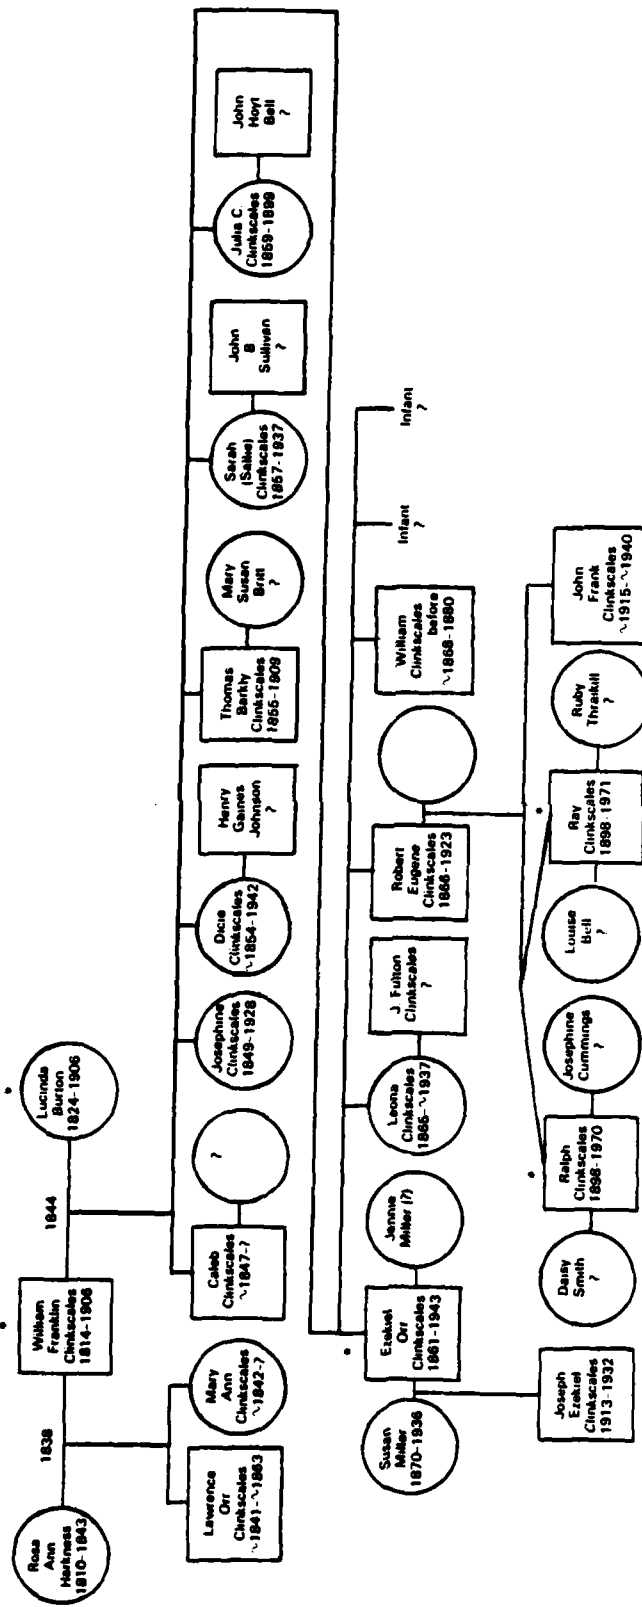 Rosa
Ann
Harkness
1810-1843
1838
William
Franklin
Clinkscales
1814-1906
1844
Lucinda
Burton
1824-1906
Lawrence
Orr
Clinkscales
~1841-~1863
Mary
Ann
Clinkscales
~1842-?
Caleb
Clinkscales
~1847-?
?
Josephine
Clinkscales
1849-1928
Dicie
Clinkscales
~1854-1942
Henry
Gaines
Johnson
?
Thomas
Barkly
Clinkscales
1855-1909
Mary
Susan
Britt
?
Sarah
(Sallie)
Clinkscales
1857-1937
John
B
Sullivan
?
Julia C.
Clinkscales
1859-1899
John
Hoyt
Bell
?
Susan
Miller
1870-1936
Ezekiel
Orr
Clinkscales
1861-1943
Jennie
Miller (?)
Leona
Clinkscales
1865-~1937
J. Fulton
Clinkscales
?
Robert
Eugene
Clinkscales
1866-1923
William
Clinkscales
before
~1868-1880
Infant
?
Infant
?
Joseph
Ezekiel
Clinkscales
1913-1932
Daisy
Smith
?
Ralph
Clinkscales
1898-1970
Josephine
Cummings
?
Louise
Bell
?
Ray
Clinkscales
1898-1971
Ruby
Thrailkill
?
John
Frank
Clinkscales
~1915-~1940